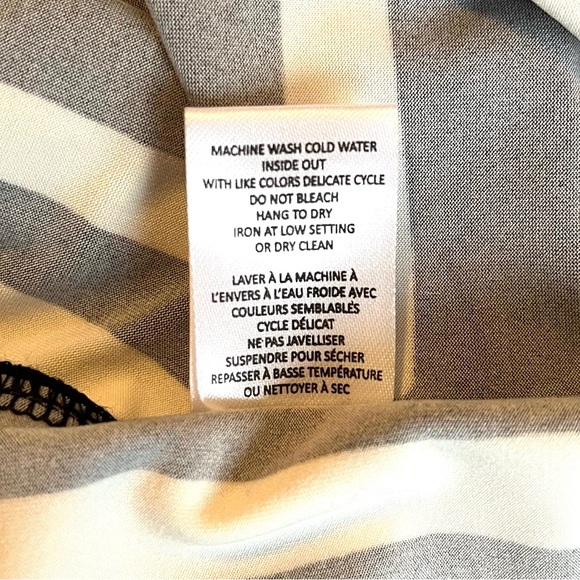 MACHINE WASH COLD WATER
INSIDE OUT
WITH LIKE COLORS DELICATE CYCLE
DO NOT BLEACH
HANG TO DRY
IRON AT LOW SETTING
OR DRY CLEAN
LAVER À LA MACHINE À
L'ENVERS À L'EAU FROIDE AVEC
COULEURS SEMBLABLES
CYCLE DÉLICAT
NE PAS JAVELLISER
SUSPENDRE POUR SÉCHER
REPASSER À BASSE TEMPÉRATURE
OU NETTOYER À SEC